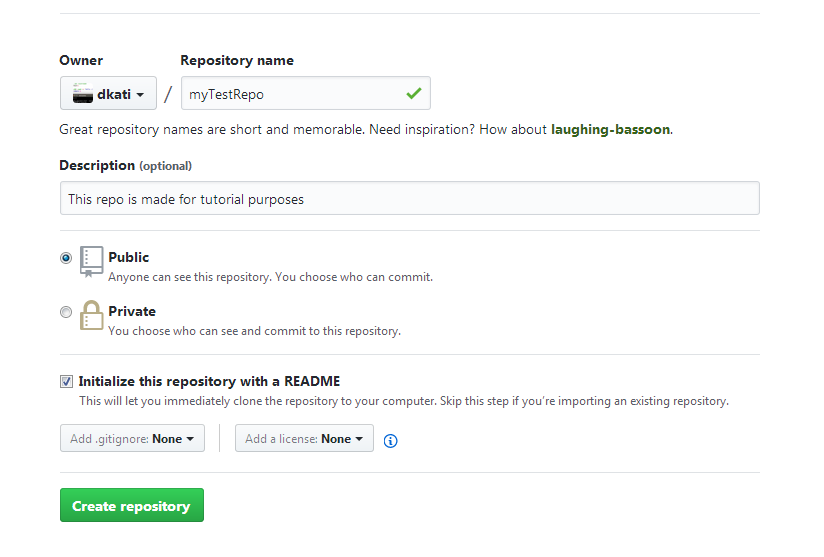 Owner Repository name
dkati / myTestRepo
Great repository names are short and memorable. Need inspiration? How about laughing-bassoon.
Description (optional)
This repo is made for tutorial purposes
Public
Anyone can see this repository. You choose who can commit.
Private
You choose who can see and commit to this repository.
Initialize this repository with a README
This will let you immediately clone the repository to your computer. Skip this step if you're importing an existing repository.
Add .gitignore: None Add a license: None
Create repository